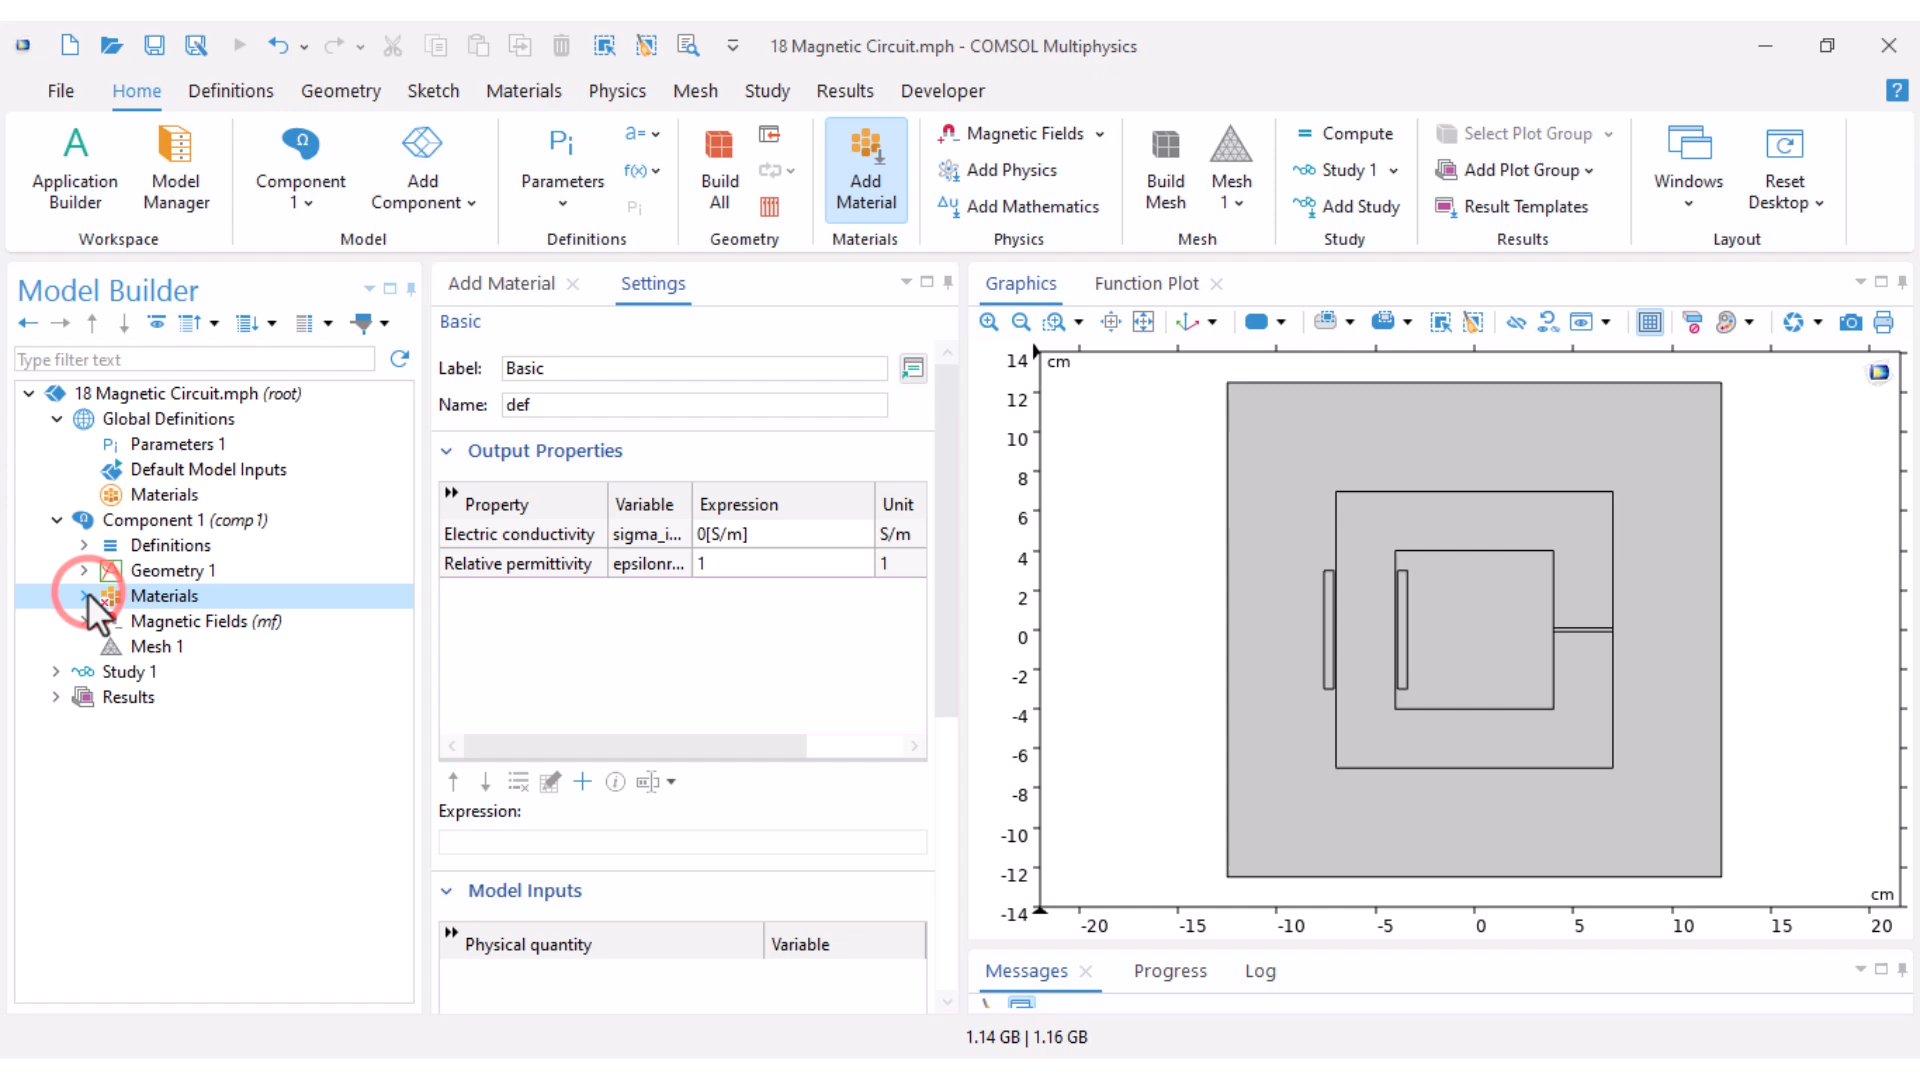 18 Magnetic Circuit.mph - COMSOL Multiphysics
File Home Definitions Geometry Sketch Materials Physics Mesh Study Results Developer
?
Application Builder
Model Manager
Workspace
Component 1
Add Component
Model
Pi
Parameters
a=
f(x)
Pi
Definitions
Build All
Geometry
Add Material
Materials
Magnetic Fields
Add Physics
Add Mathematics
Physics
Build Mesh
Mesh 1
Mesh
Compute
Study 1
Add Study
Study
Select Plot Group
Add Plot Group
Result Templates
Results
Windows
Reset Desktop
Layout
Model Builder
Type filter text
18 Magnetic Circuit.mph (root)
Global Definitions
Pi Parameters 1
Default Model Inputs
Materials
Component 1 (comp1)
Definitions
Geometry 1
Materials
Magnetic Fields (mf)
Mesh 1
Study 1
Results
Add Material
Settings
Basic
Label: Basic
Name: def
Output Properties
Property Variable Expression Unit
Electric conductivity sigma_i... 0[S/m] S/m
Relative permittivity epsilonr... 1 1
Expression:
Model Inputs
Physical quantity Variable
Graphics
Function Plot
14
cm
12
10
8
6
4
2
0
-2
-4
-6
-8
-10
-12
-14
cm
-20 -15 -10 -5 0 5 10 15 20
Messages Progress Log
1.14 GB | 1.16 GB